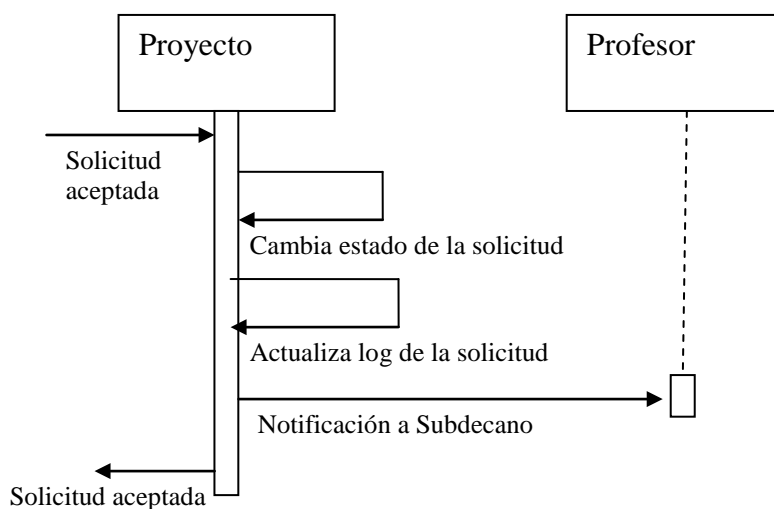 Proyecto
Profesor
Solicitud
aceptada
Cambia estado de la solicitud
Actualiza log de la solicitud
Notificación a Subdecano
Solicitud aceptada